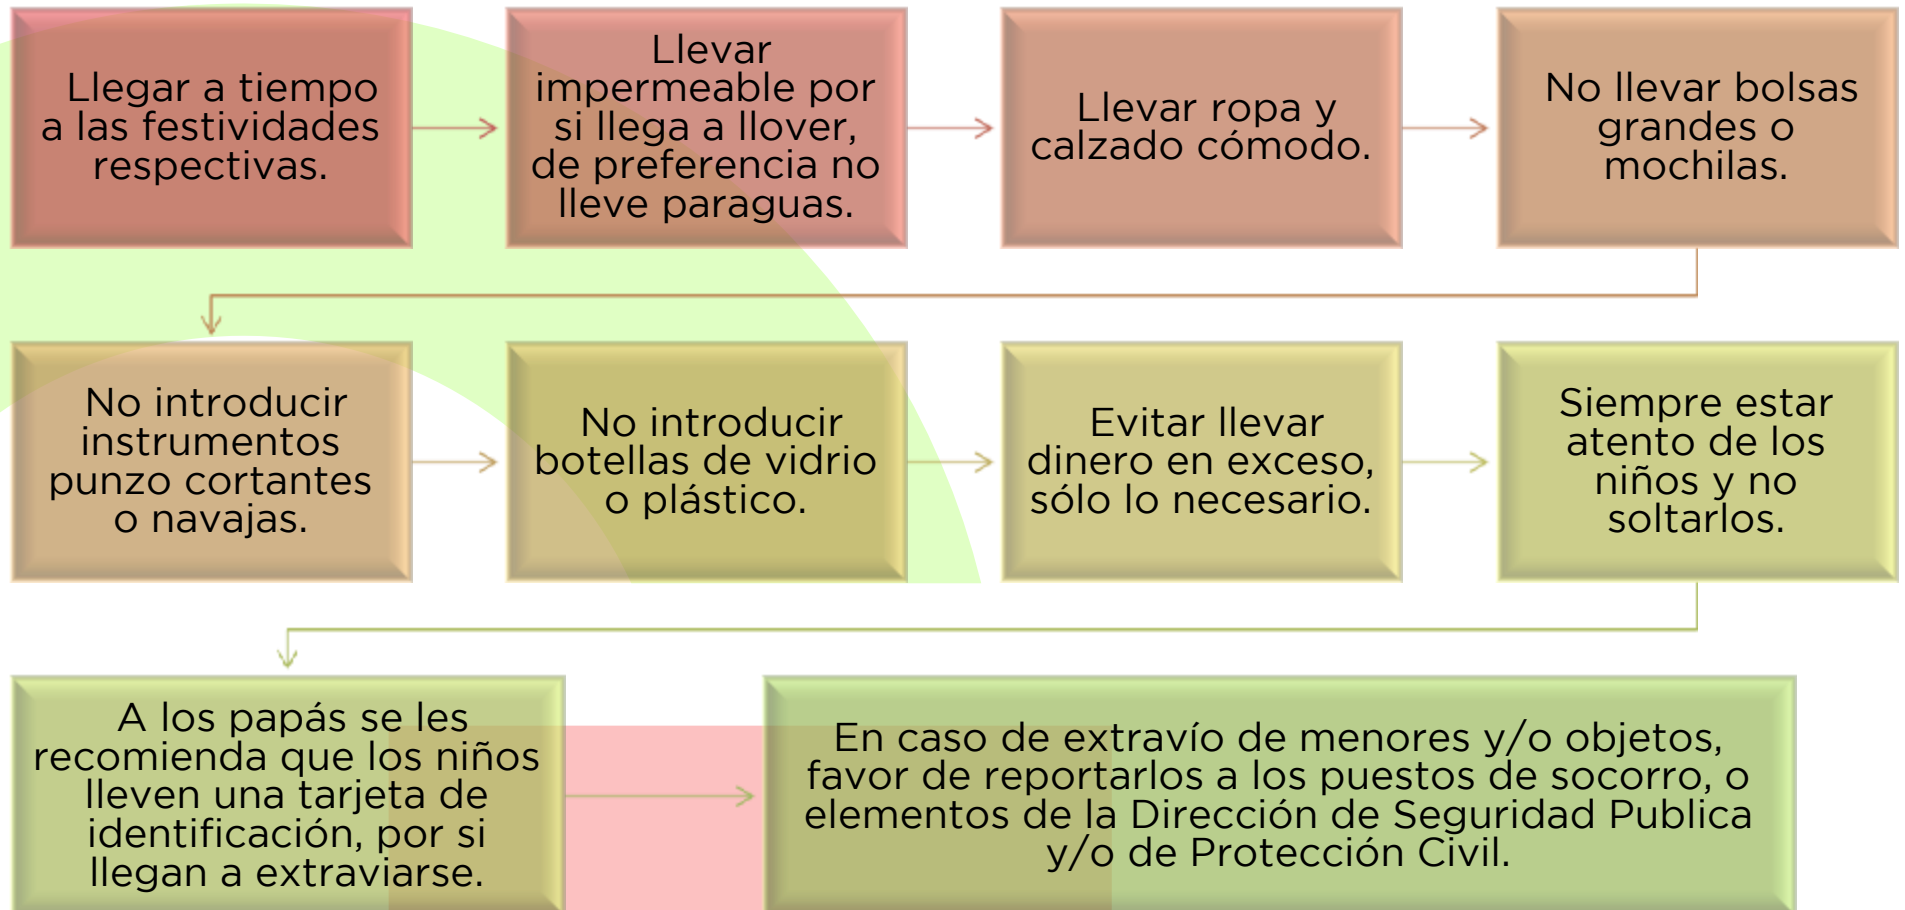 Llegar a tiempo
a las festividades
respectivas.
Llevar
impermeable por
si llega a llover,
de preferencia no
lleve paraguas.
Llevar ropa y
calzado cómodo.
No llevar bolsas
grandes o
mochilas.
No introducir
instrumentos
punzo cortantes
o navajas.
No introducir
botellas de vidrio
o plástico.
Evitar llevar
dinero en exceso,
sólo lo necesario.
Siempre estar
atento de los
niños y no
soltarlos.
A los papás se les
recomienda que los niños
lleven una tarjeta de
identificación, por si
llegan a extraviarse.
En caso de extravío de menores y/o objetos,
favor de reportarlos a los puestos de socorro, o
elementos de la Dirección de Seguridad Publica
y/o de Protección Civil.